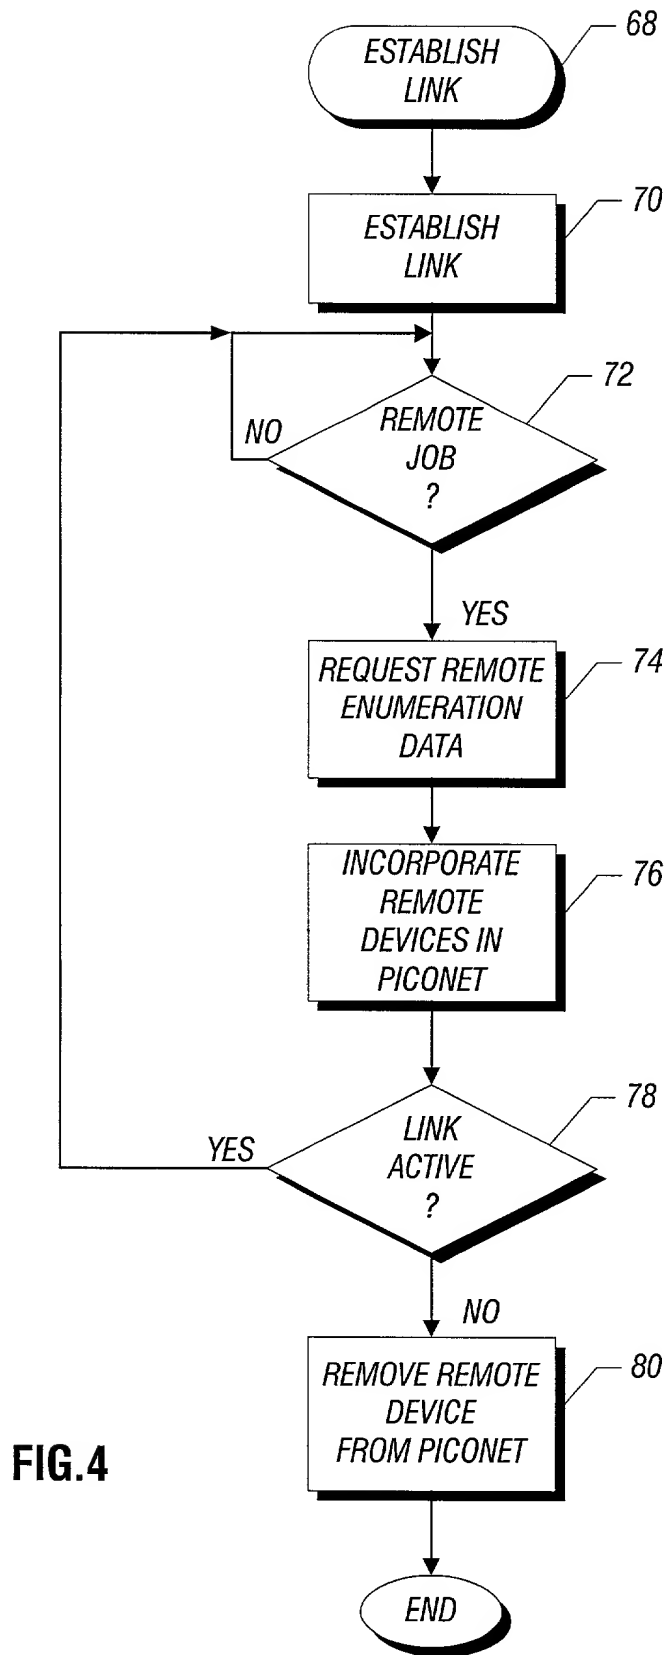 68
ESTABLISH
LINK
70
ESTABLISH
LINK
72
REMOTE
JOB
?
NO
YES
74
REQUEST REMOTE
ENUMERATION
DATA
76
INCORPORATE
REMOTE
DEVICES IN
PICONET
78
LINK
ACTIVE
?
YES
NO
80
REMOVE REMOTE
DEVICE
FROM PICONET
FIG.4
END